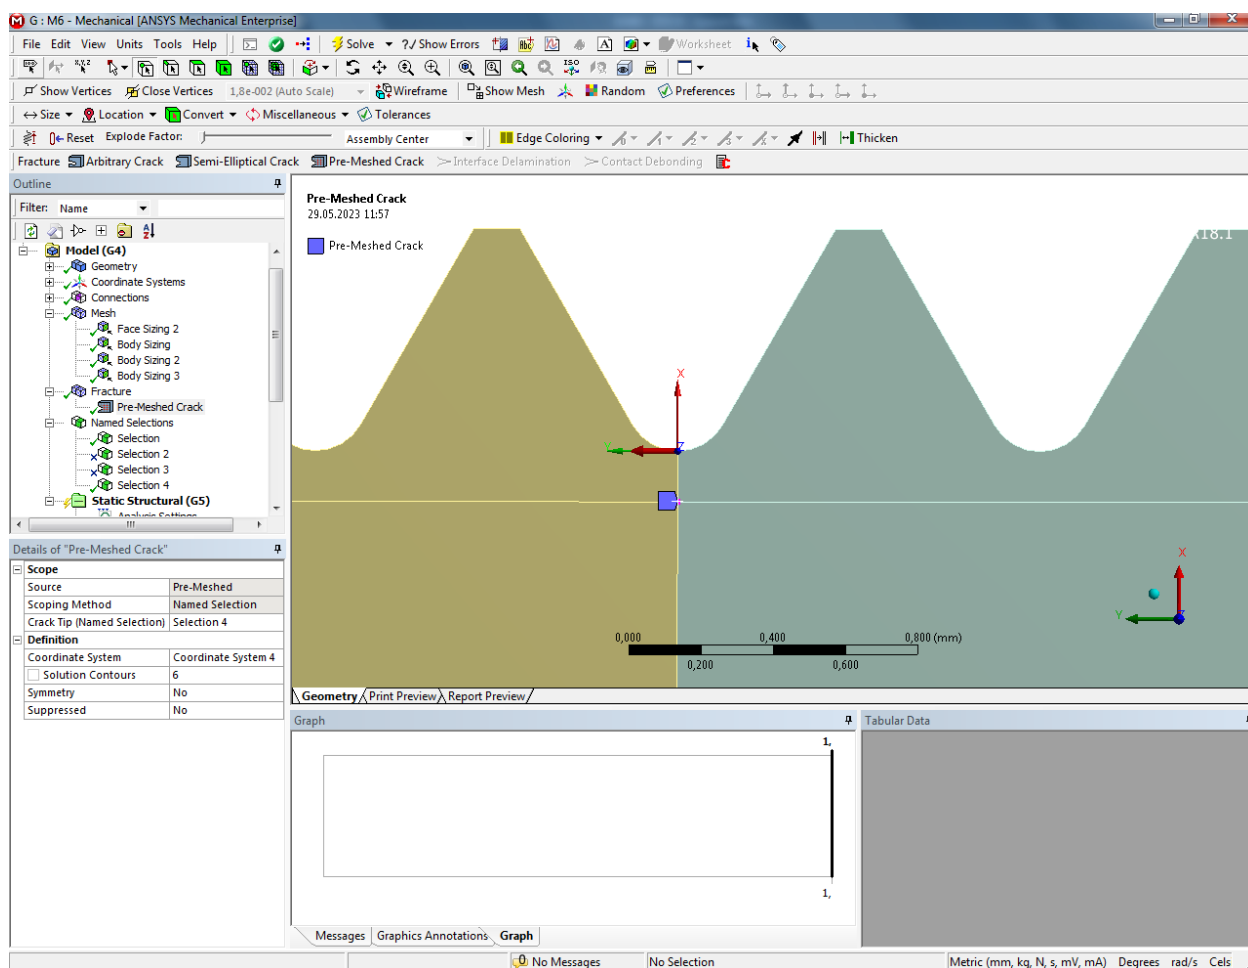 G : M6 - Mechanical [ANSYS Mechanical Enterprise]
File Edit View Units Tools Help Solve ?/ Show Errors Worksheet
Show Vertices Close Vertices 1,8e-002 (Auto Scale) Wireframe Show Mesh Random Preferences
Size Location Convert Miscellaneous Tolerances
Reset Explode Factor: Assembly Center Edge Coloring Thicken
Fracture Arbitrary Crack Semi-Elliptical Crack Pre-Meshed Crack Interface Delamination Contact Debonding
Outline
Filter: Name
Model (G4)
Geometry
Coordinate Systems
Connections
Mesh
Face Sizing 2
Body Sizing
Body Sizing 2
Body Sizing 3
Fracture
Pre-Meshed Crack
Named Selections
Selection
Selection 2
Selection 3
Selection 4
Static Structural (G5)
Analysis Settings
Details of "Pre-Meshed Crack"
Scope
Source Pre-Meshed
Scoping Method Named Selection
Crack Tip (Named Selection) Selection 4
Definition
Coordinate System Coordinate System 4
Solution Contours 6
Symmetry No
Suppressed No
Pre-Meshed Crack
29.05.2023 11:57
Pre-Meshed Crack
R18.1
X
Y
Z
X
Y
Z
0,000 0,400 0,800 (mm)
0,200 0,600
Geometry Print Preview Report Preview
Graph
1,
1,
Messages Graphics Annotations Graph
Tabular Data
0 No Messages No Selection Metric (mm, kg, N, s, mV, mA) Degrees rad/s Cels